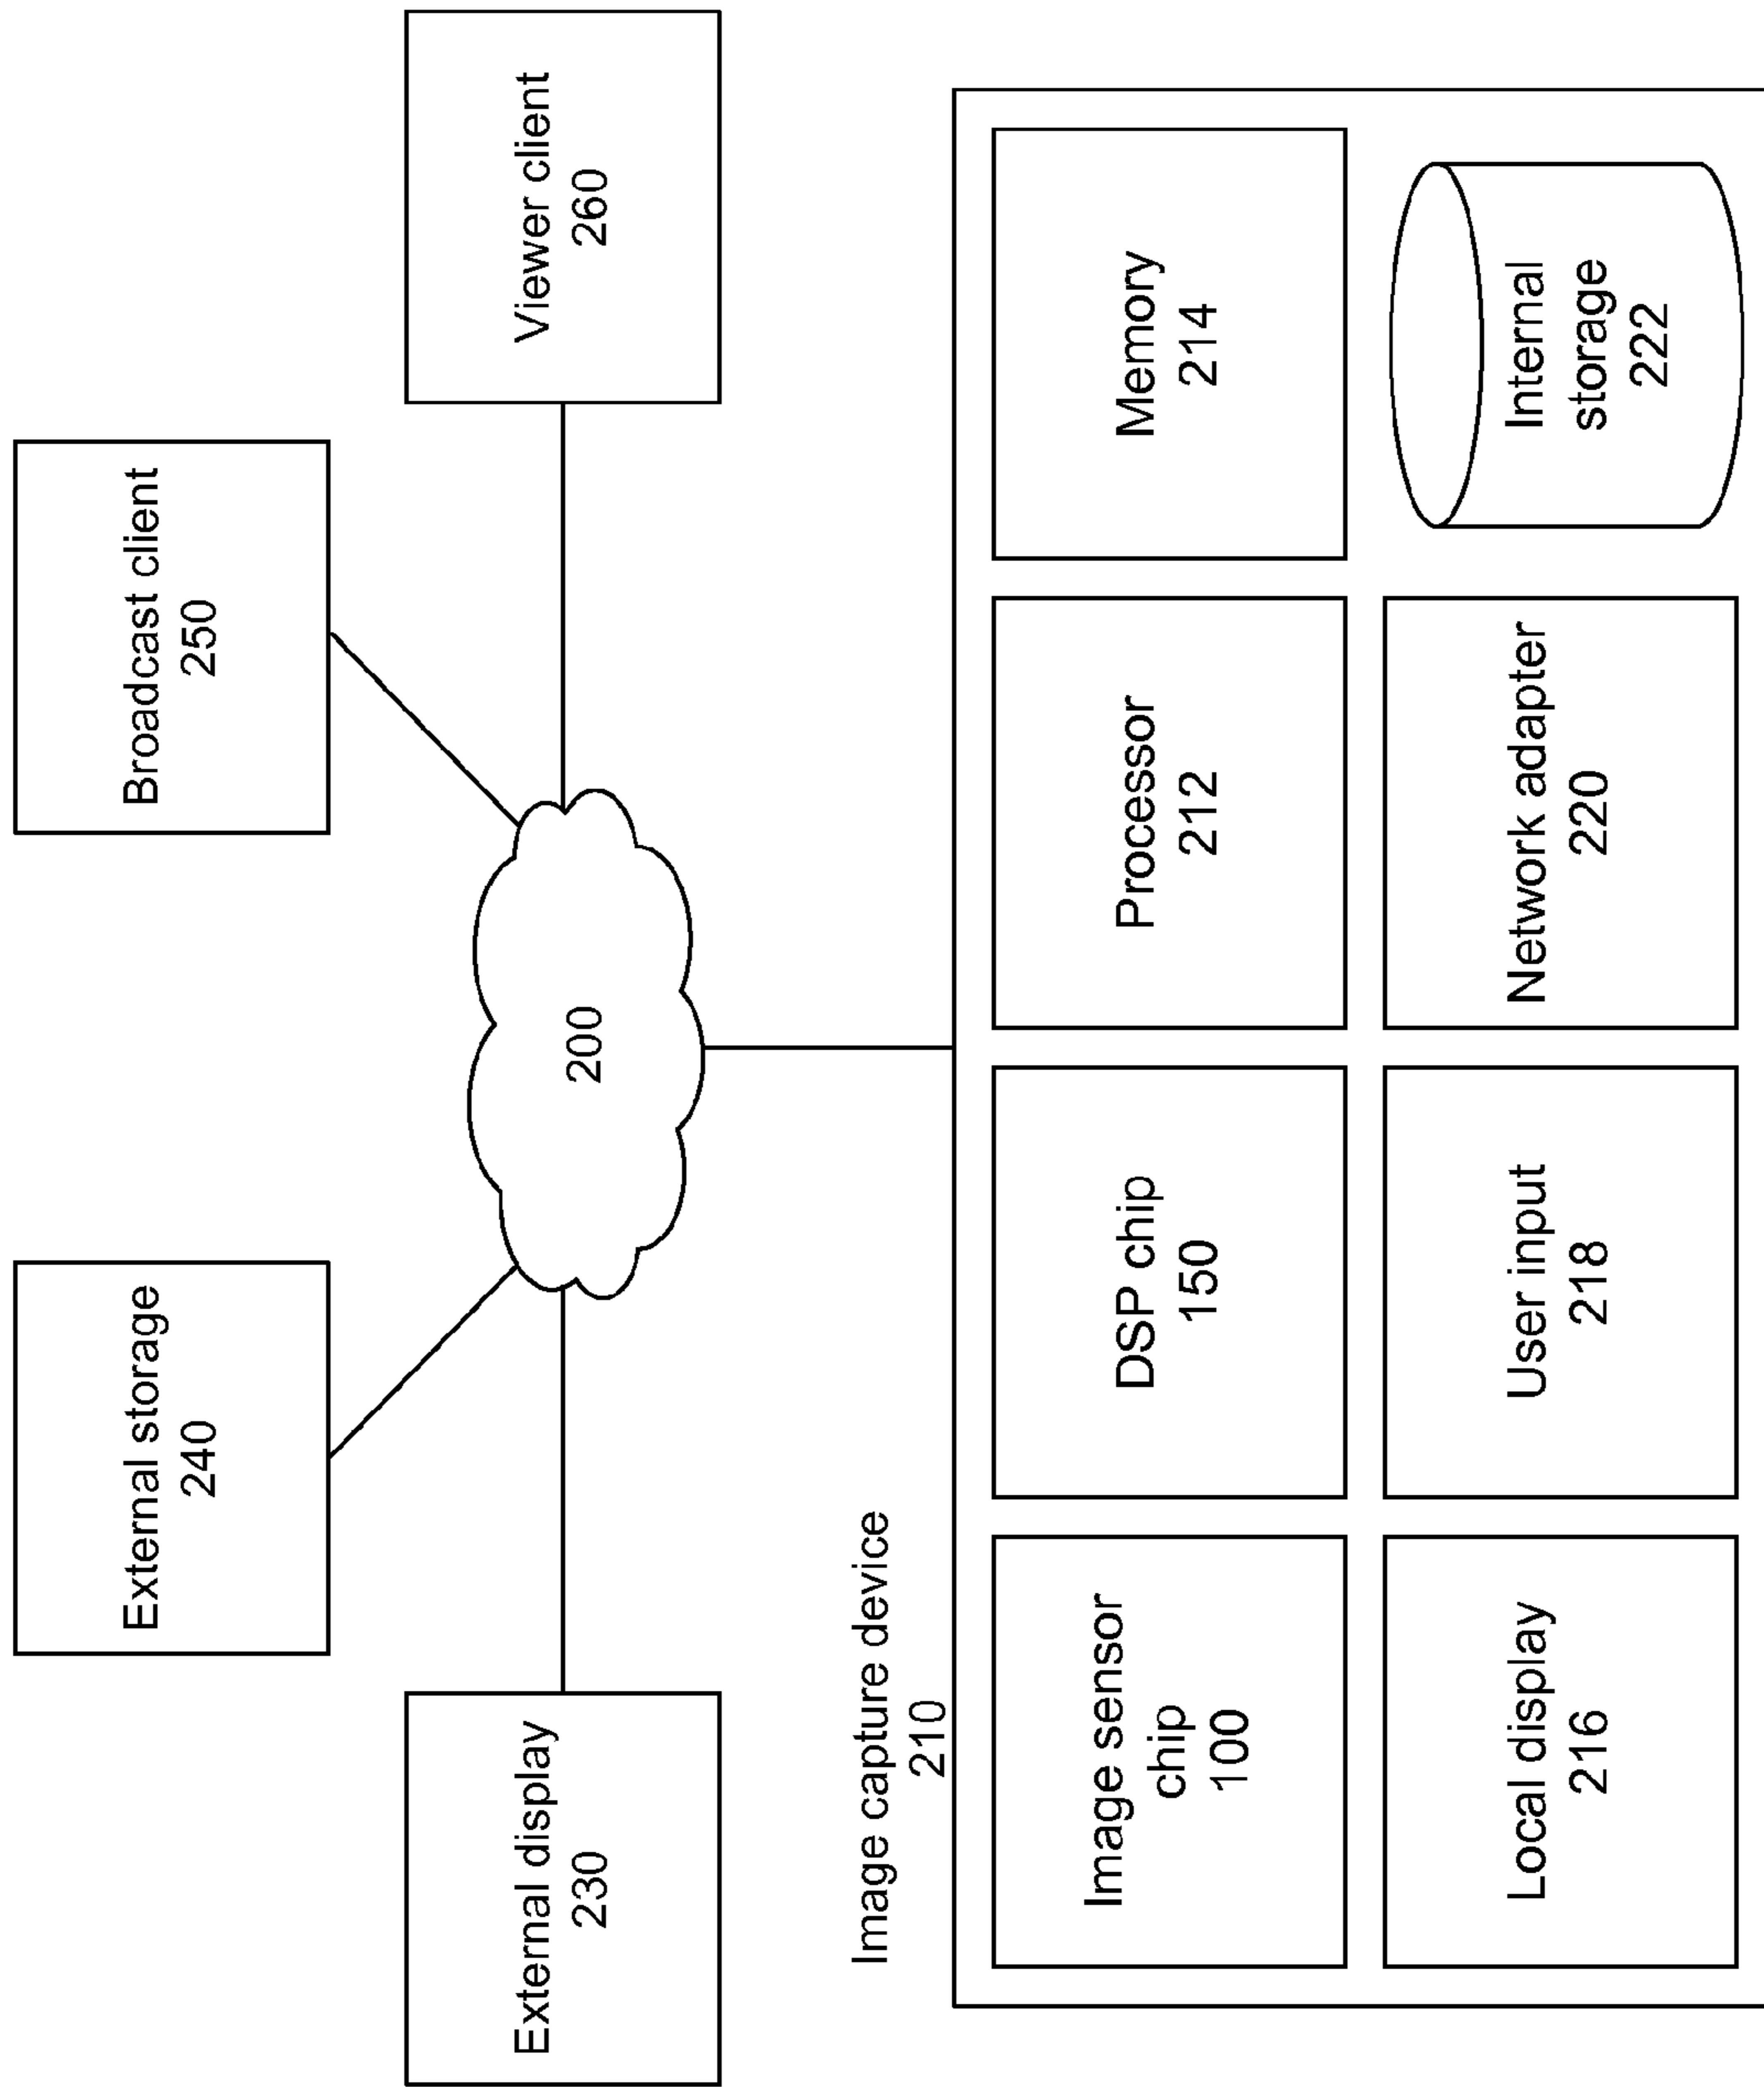 External storage
240
Broadcast client
250
External display
230
200
Viewer client
260
Image capture device
210
Image sensor
chip
100
DSP chip
150
Processor
212
Memory
214
Local display
216
User input
218
Network adapter
220
Internal
storage
222